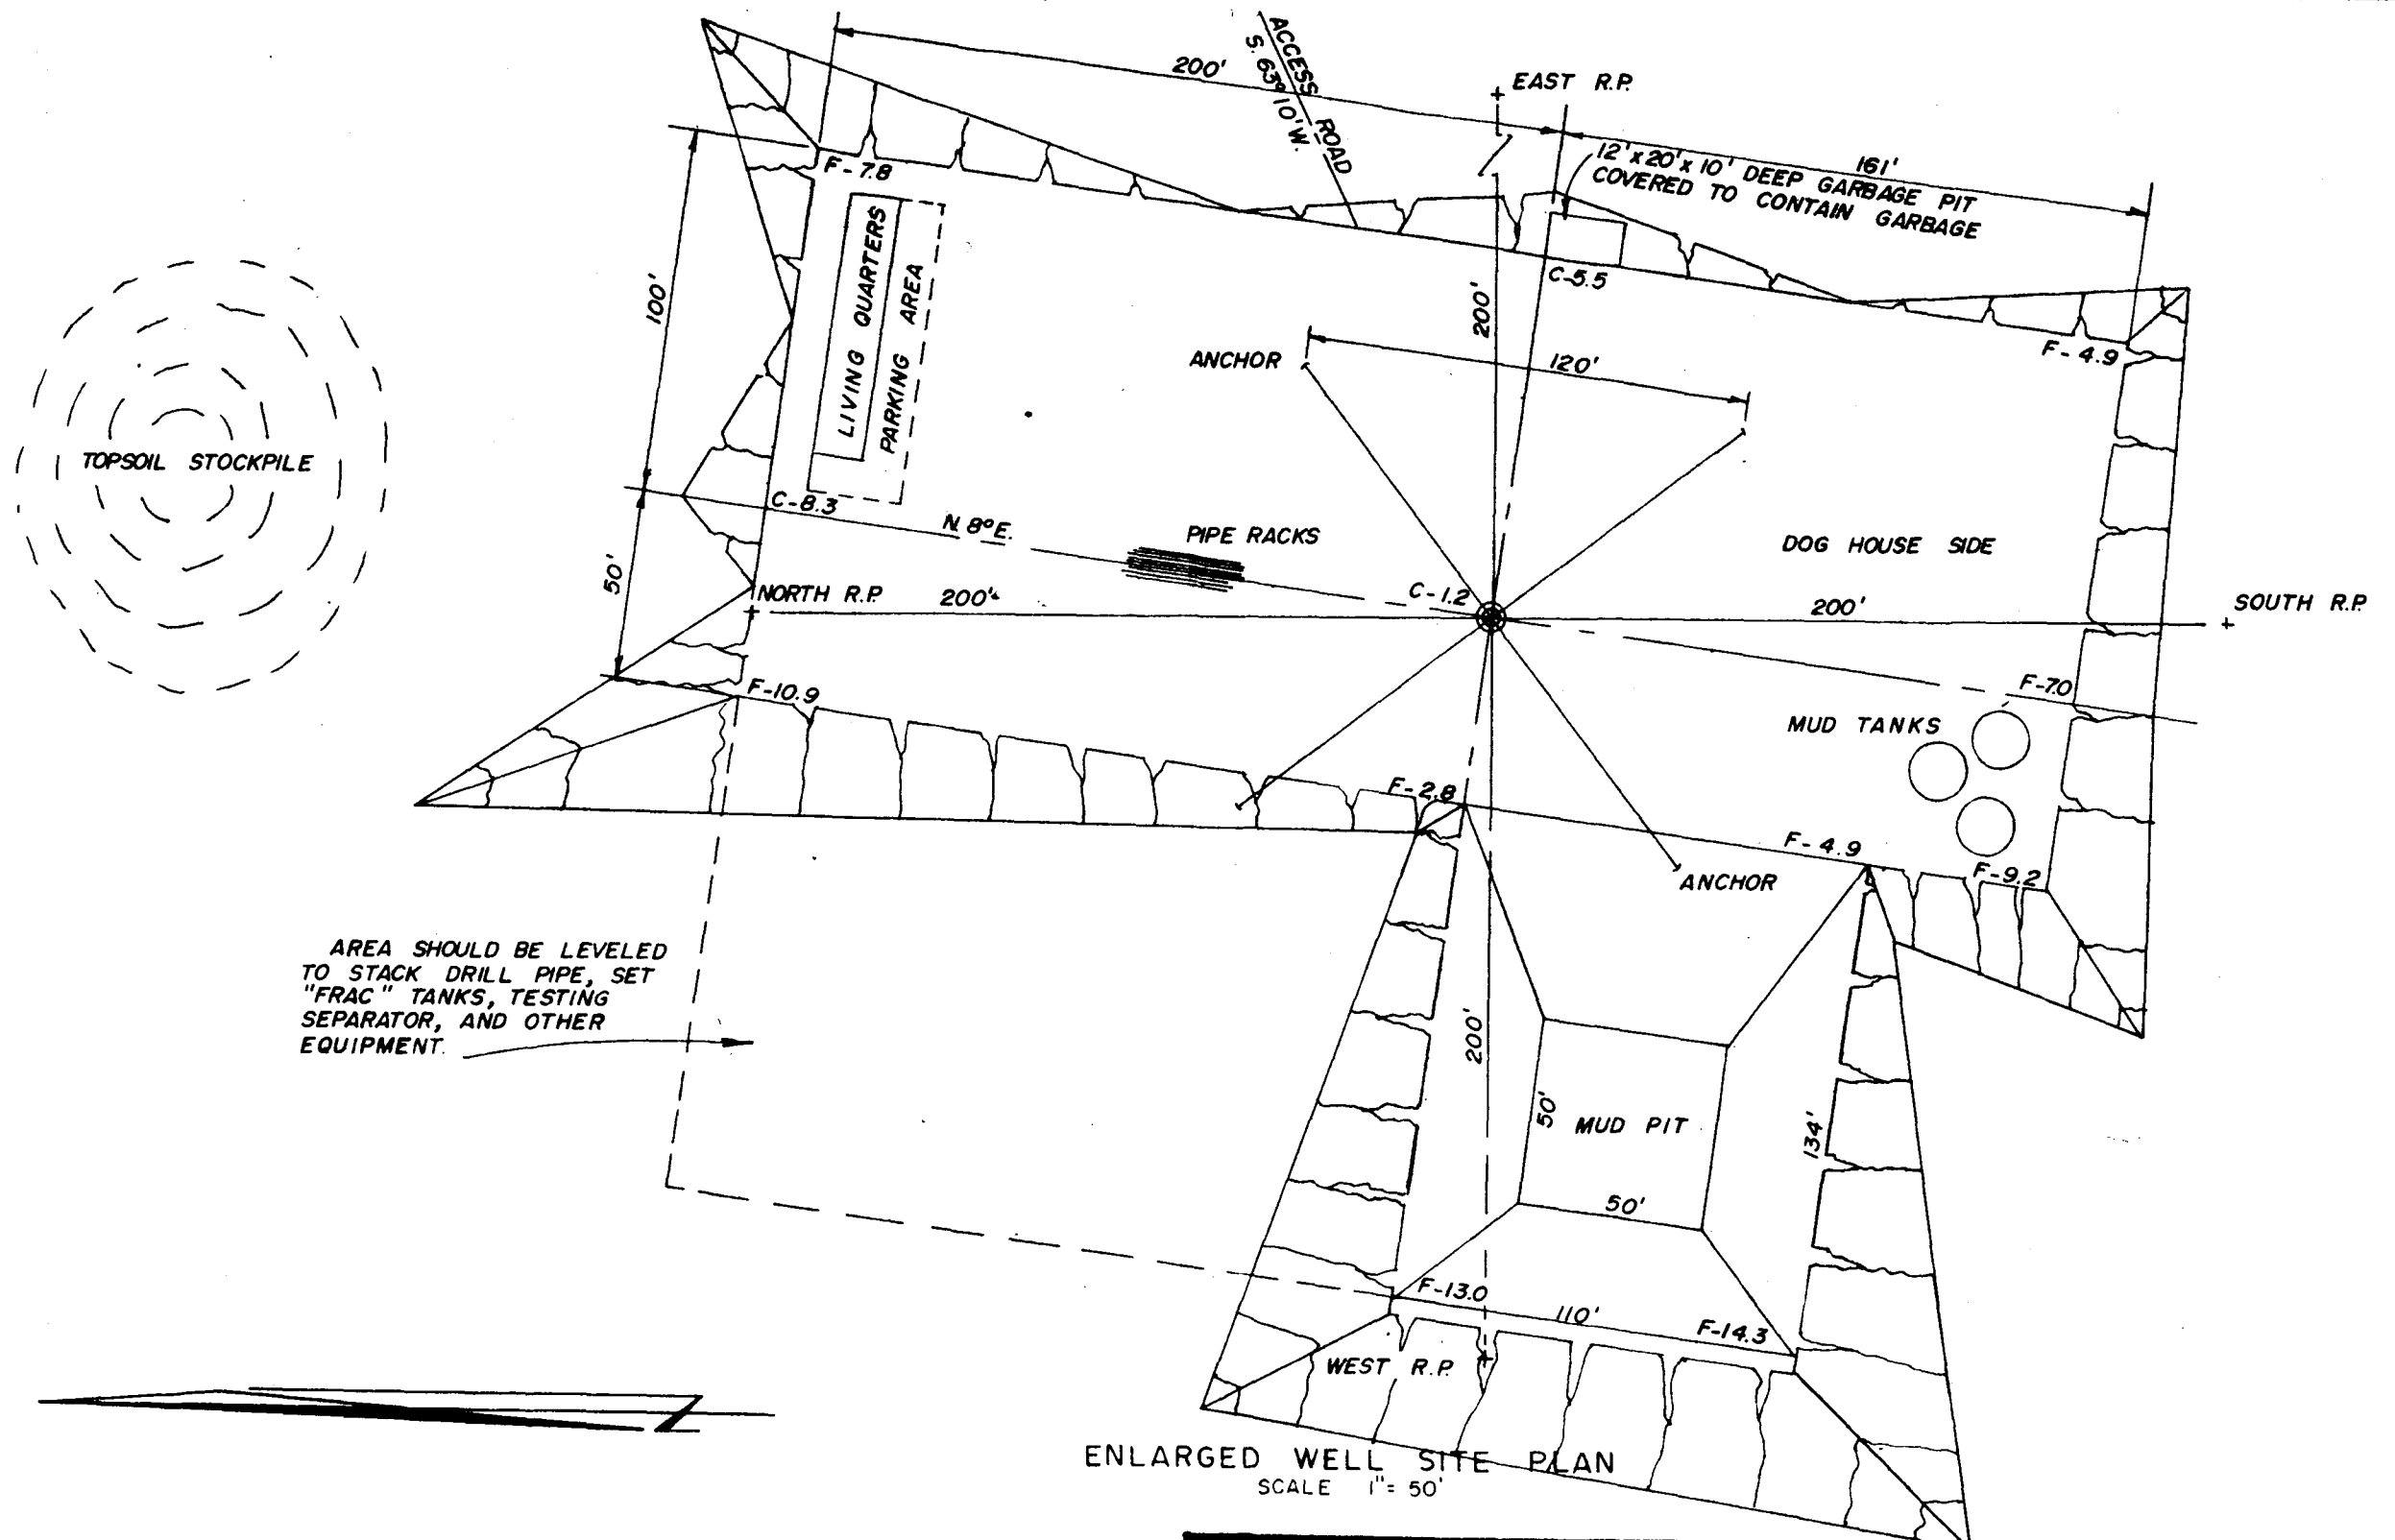 200'
ACCESS ROAD
S. 63° 10' W.
EAST R.P.
161'
12' x 20' x 10' DEEP GARBAGE PIT
COVERED TO CONTAIN GARBAGE
F-7.8
LIVING QUARTERS
PARKING AREA
100'
C-5.5
200'
ANCHOR
120'
F-4.9
TOPSOIL STOCKPILE
C-8.3
N. 8° E.
PIPE RACKS
DOG HOUSE SIDE
50'
NORTH R.P.
200'
C-1.2
200'
SOUTH R.P.
F-10.9
F-7.0
MUD TANKS
F-2.8
F-4.9
F-9.2
ANCHOR
AREA SHOULD BE LEVELED
TO STACK DRILL PIPE, SET
"FRAC" TANKS, TESTING
SEPARATOR, AND OTHER
EQUIPMENT.
200'
50'
MUD PIT
134'
50'
F-13.0
110'
F-14.3
WEST R.P.
ENLARGED WELL SITE PLAN
SCALE 1" = 50'